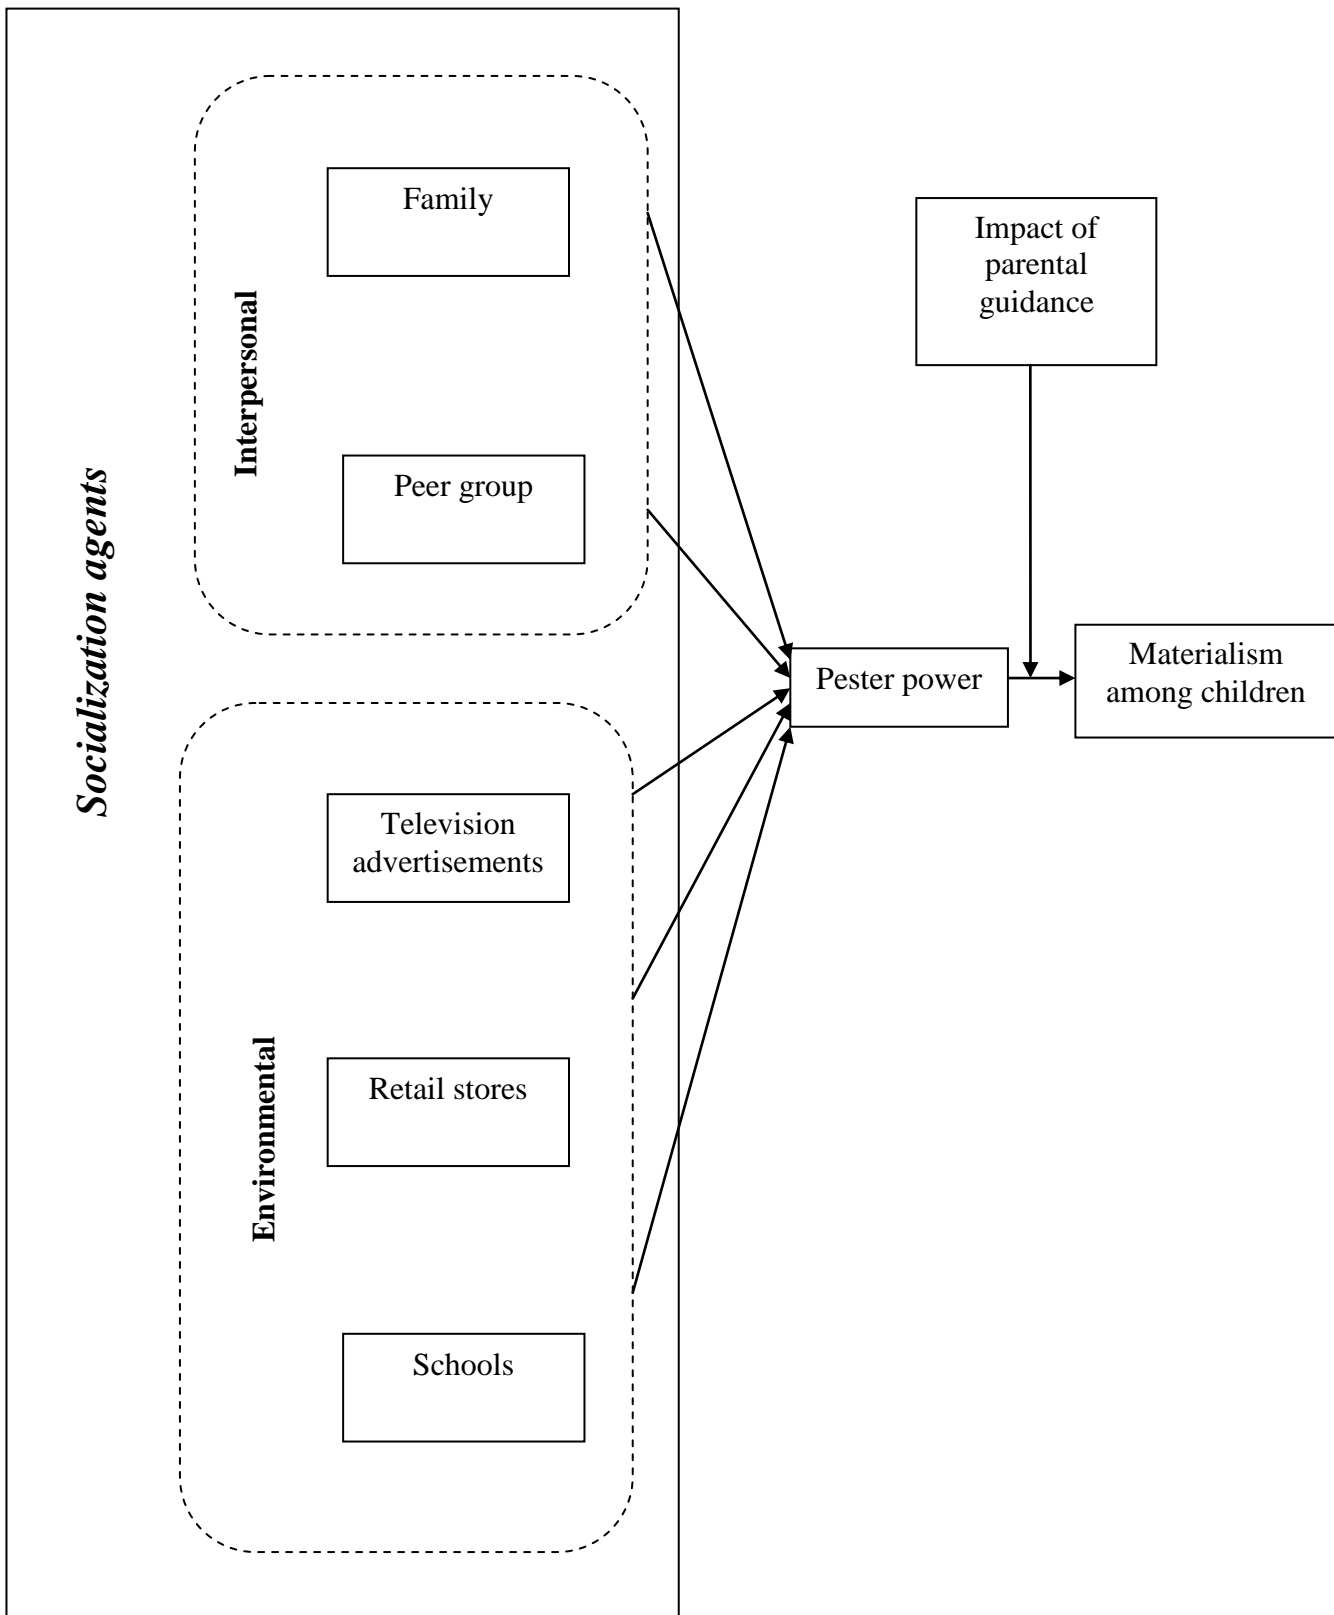 Socialization agents
Interpersonal
Family
Peer group
Environmental
Television
advertisements
Retail stores
Schools
Pester power
Impact of
parental
guidance
Materialism
among children